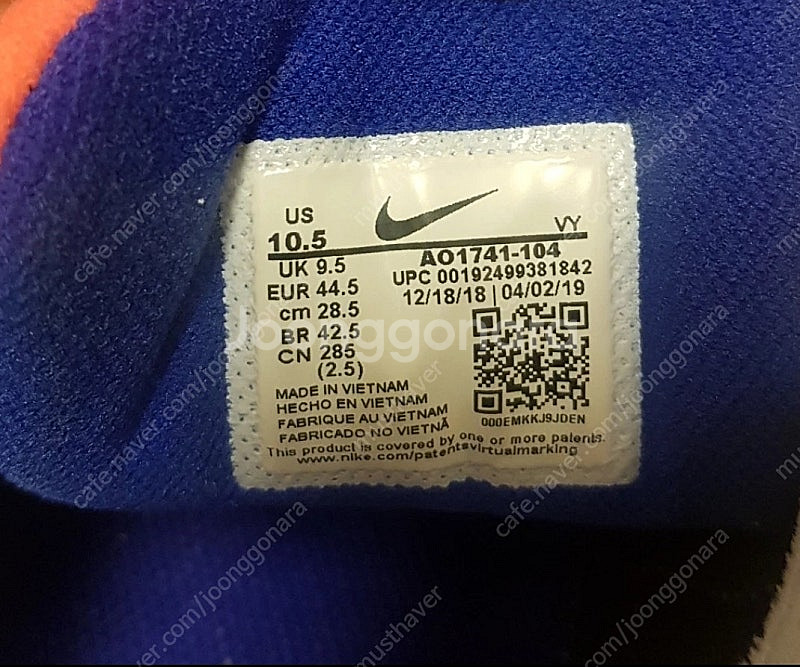 US
10.5
VY
AO1741-104
UK 9.5
UPC 00192499381842
EUR 44.5
12/18/18 | 04/02/19
cm 28.5
BR 42.5
CN 285
(2.5)
000EMKKJ9JDEN
MADE IN VIETNAM
HECHO EN VIETNAM
FABRIQUE AU VIETNAM
FABRICADO NO VIETNÃ
This product is covered by one or more patents.
www.nike.com/patentsvirtualmarking
Joonggonara
cafe.naver.com/joonggonara
cafe.naver.com/joonggonara
cafe.naver.com/joonggonara
musthaver